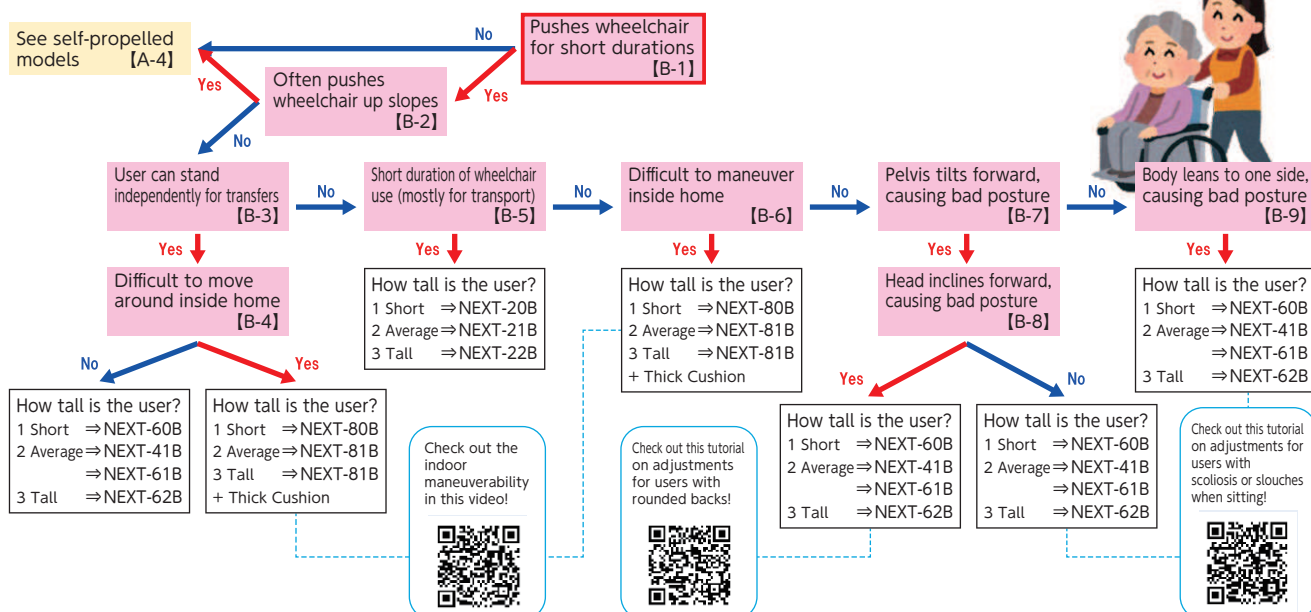 See self-propelled
models 【A-4】
No
Pushes wheelchair
for short durations
【B-1】
Yes
Often pushes
wheelchair up slopes
【B-2】
Yes
No
User can stand
independently for transfers
【B-3】
No
Short duration of wheelchair
use (mostly for transport)
【B-5】
No
Difficult to maneuver
inside home
【B-6】
No
Pelvis tilts forward,
causing bad posture
【B-7】
No
Body leans to one side,
causing bad posture
【B-9】
Yes
Yes
Yes
Yes
Yes
Difficult to move
around inside home
【B-4】
How tall is the user?
1 Short ⇒NEXT-20B
2 Average⇒NEXT-21B
3 Tall ⇒NEXT-22B
How tall is the user?
1 Short ⇒NEXT-80B
2 Average⇒NEXT-81B
3 Tall ⇒NEXT-81B
+ Thick Cushion
Head inclines forward,
causing bad posture
【B-8】
How tall is the user?
1 Short ⇒NEXT-60B
2 Average⇒NEXT-41B
⇒NEXT-61B
3 Tall ⇒NEXT-62B
No
Yes
Yes
No
How tall is the user?
1 Short ⇒NEXT-60B
2 Average⇒NEXT-41B
⇒NEXT-61B
3 Tall ⇒NEXT-62B
How tall is the user?
1 Short ⇒NEXT-80B
2 Average⇒NEXT-81B
3 Tall ⇒NEXT-81B
+ Thick Cushion
Check out the
indoor
maneuverability
in this video!
Check out this tutorial
on adjustments
for users with
rounded backs!
How tall is the user?
1 Short ⇒NEXT-60B
2 Average⇒NEXT-41B
⇒NEXT-61B
3 Tall ⇒NEXT-62B
How tall is the user?
1 Short ⇒NEXT-60B
2 Average⇒NEXT-41B
⇒NEXT-61B
3 Tall ⇒NEXT-62B
Check out this tutorial
on adjustments for
users with
scoliosis or slouches
when sitting!